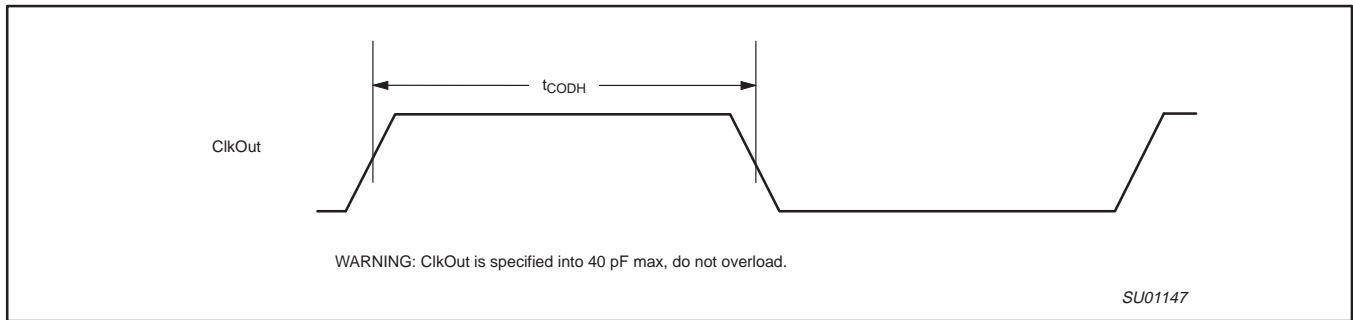 tCODH
ClkOut
WARNING: ClkOut is specified into 40 pF max, do not overload.
SU01147